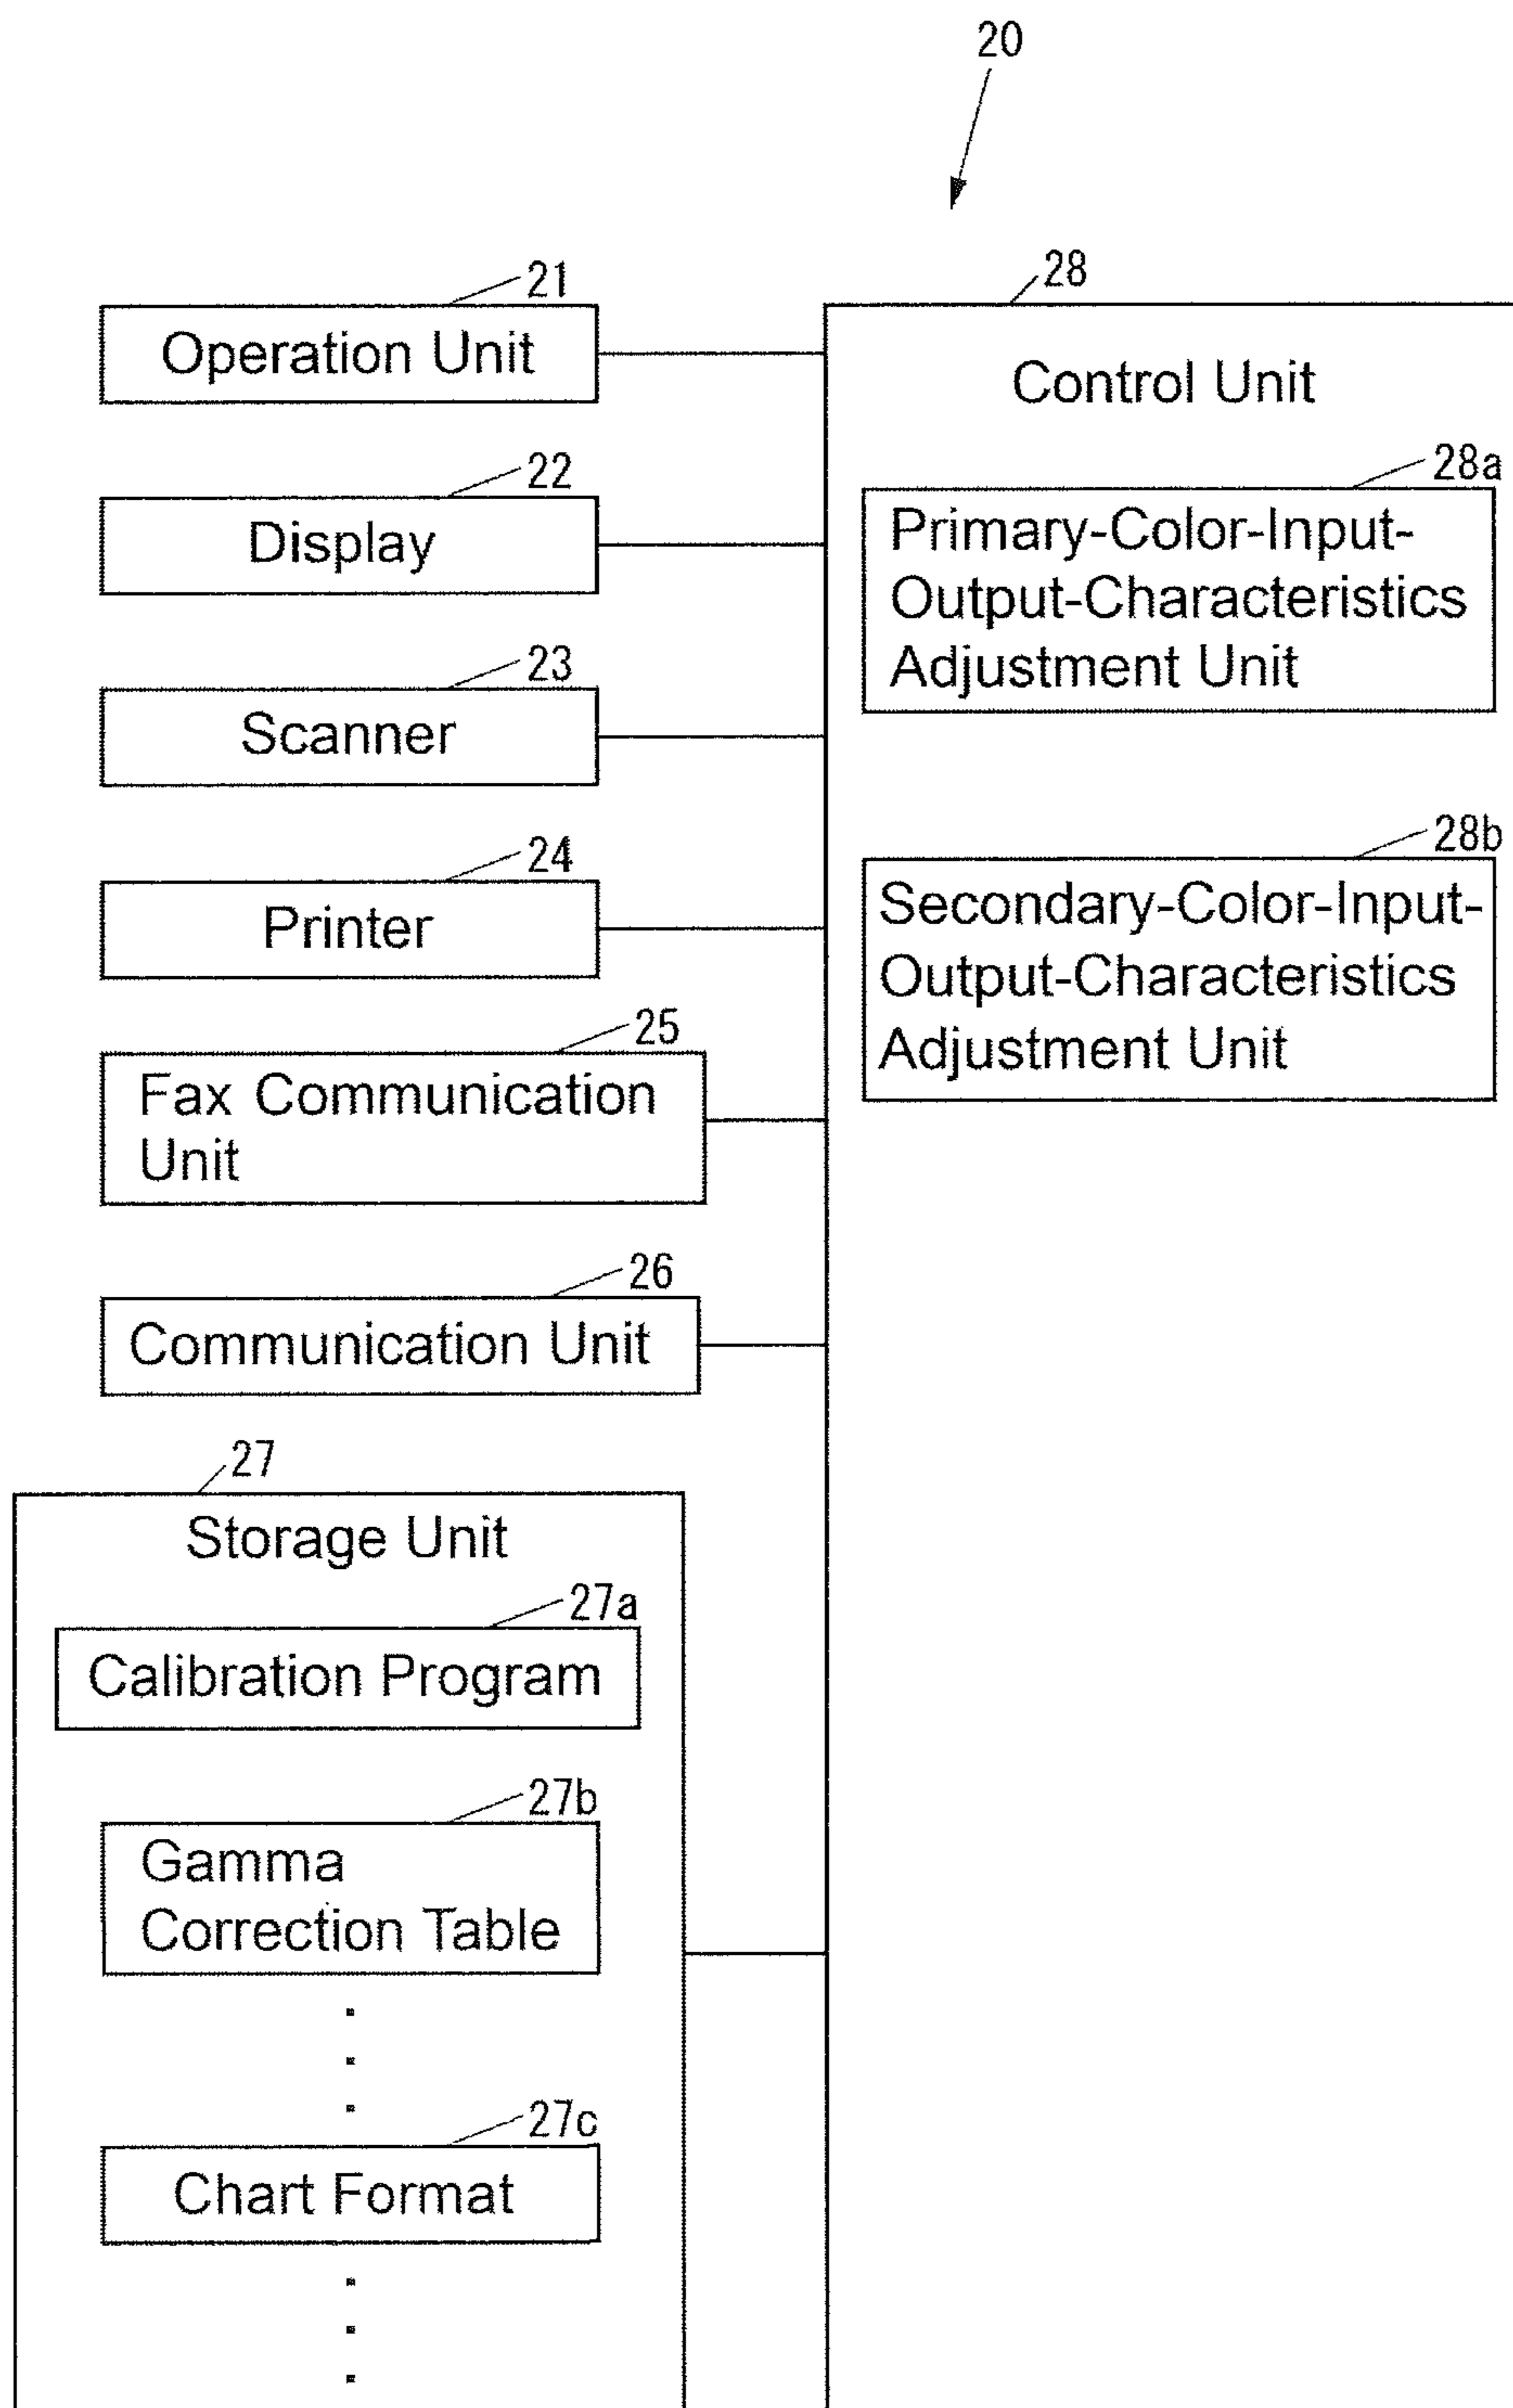 20
21
Operation Unit
22
Display
23
Scanner
24
Printer
25
Fax Communication
Unit
26
Communication Unit
27
Storage Unit
27a
Calibration Program
27b
Gamma
Correction Table
27c
Chart Format
28
Control Unit
28a
Primary-Color-Input-
Output-Characteristics
Adjustment Unit
28b
Secondary-Color-Input-
Output-Characteristics
Adjustment Unit